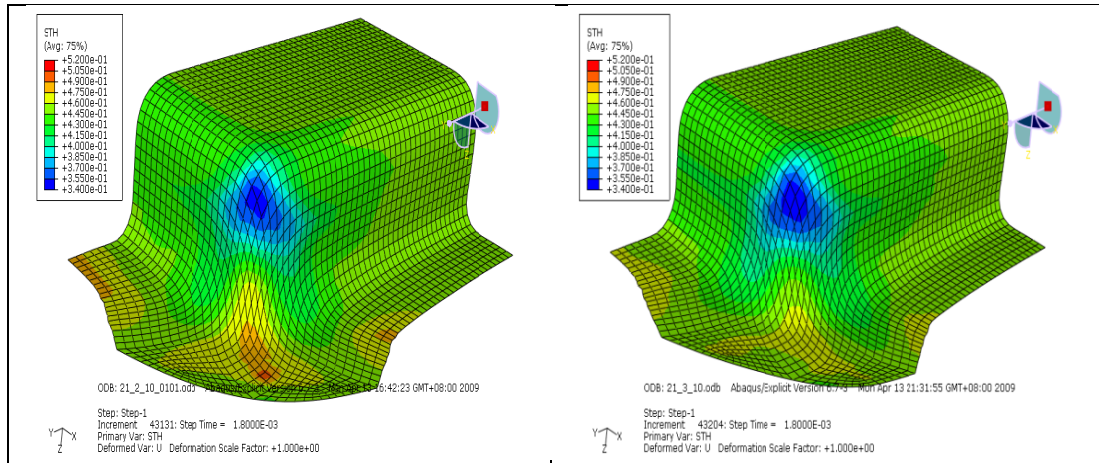 STH
(Avg: 75%)
+5.200e-01
+5.050e-01
+4.900e-01
+4.750e-01
+4.600e-01
+4.450e-01
+4.300e-01
+4.150e-01
+4.000e-01
+3.850e-01
+3.700e-01
+3.550e-01
+3.400e-01
ODB: 21_2_10_0101.odb Abaqus/Explicit Version 6.7-3 Mon Apr 13 16:42:23 GMT+08:00 2009
Step: Step-1
Increment 43131: Step Time = 1.8000E-03
Primary Var: STH
Deformed Var: U Deformation Scale Factor: +1.000e+00
Y
X
Z
STH
(Avg: 75%)
+5.200e-01
+5.050e-01
+4.900e-01
+4.750e-01
+4.600e-01
+4.450e-01
+4.300e-01
+4.150e-01
+4.000e-01
+3.850e-01
+3.700e-01
+3.550e-01
+3.400e-01
Z
ODB: 21_3_10.odb Abaqus/Explicit Version 6.7-3 Mon Apr 13 21:31:55 GMT+08:00 2009
Step: Step-1
Increment 43204: Step Time = 1.8000E-03
Primary Var: STH
Deformed Var: U Deformation Scale Factor: +1.000e+00
Y
X
Z